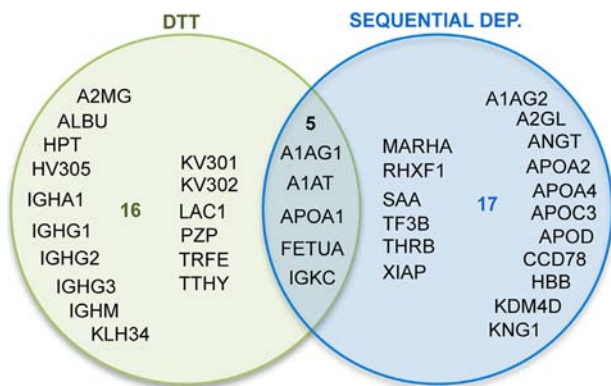 DTT
SEQUENTIAL DEP.
A2MG
ALBU
HPT
HV305
IGHA1
IGHG1
IGHG2
IGHG3
IGHM
KLH34
16
KV301
KV302
LAC1
PZP
TRFE
TTHY
5
A1AG1
A1AT
APOA1
FETUA
IGKC
MARHA
RHXF1
SAA
TF3B
THRB
XIAP
17
A1AG2
A2GL
ANGT
APOA2
APOA4
APOC3
APOD
CCD78
HBB
KDM4D
KNG1